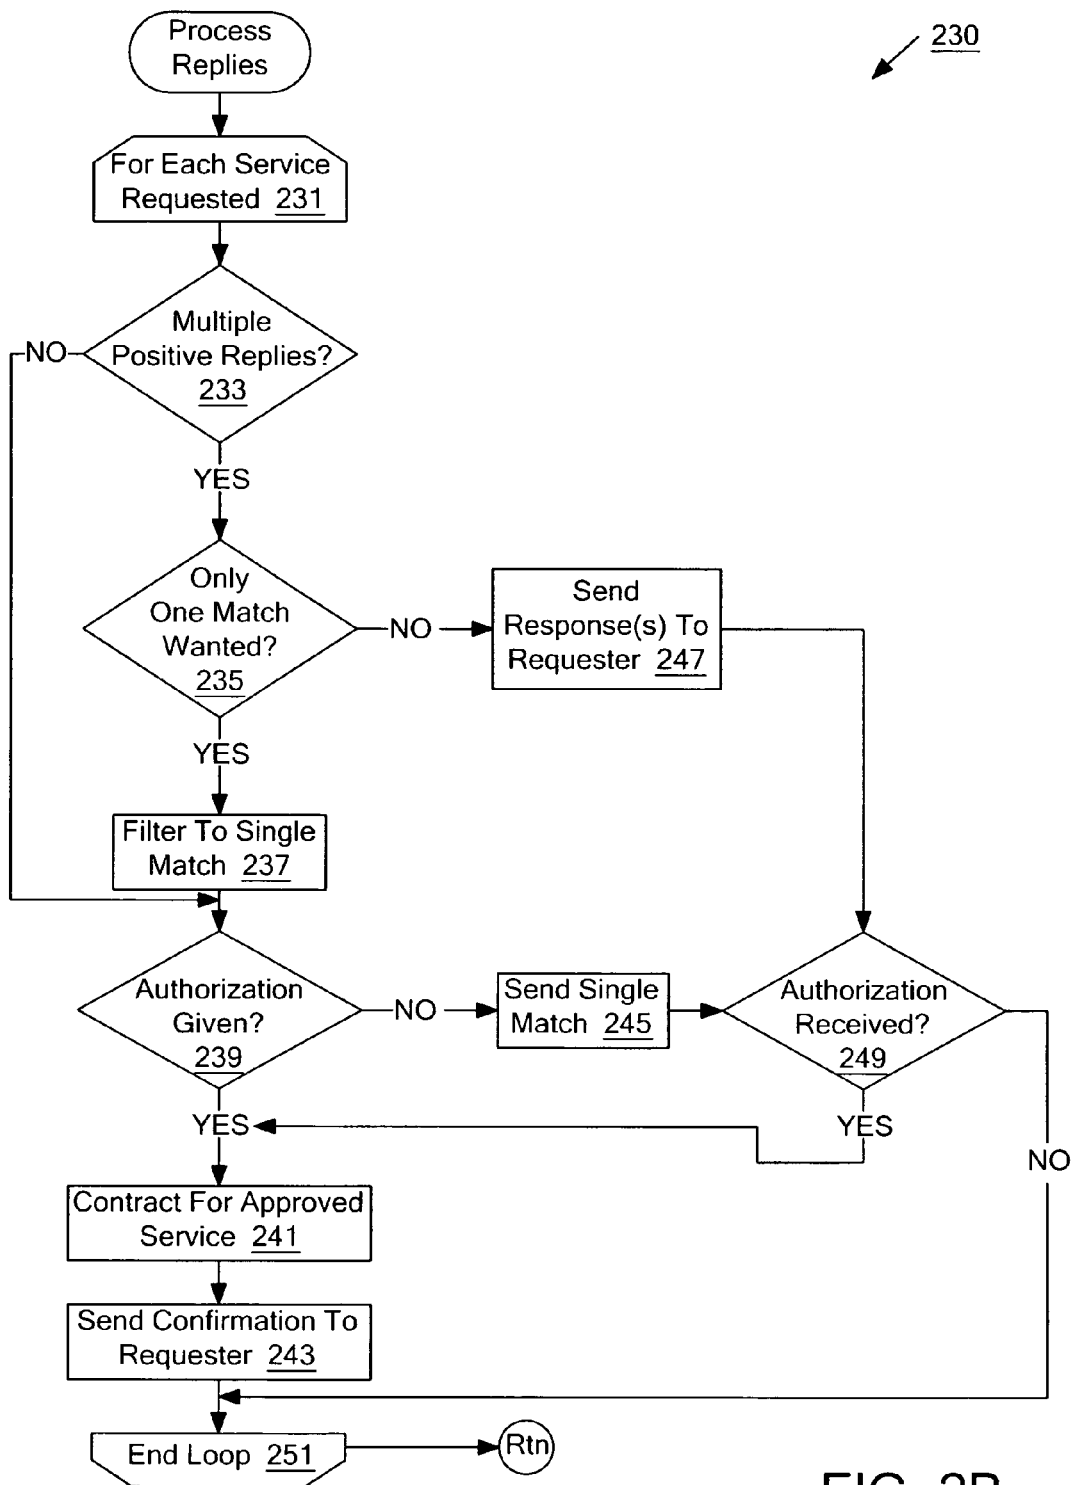 Process
Replies
230
For Each Service
Requested 231
Multiple
Positive Replies?
233
NO
YES
Only
One Match
Wanted?
235
NO
Send
Response(s) To
Requester 247
YES
Filter To Single
Match 237
Authorization
Given?
239
NO
Send Single
Match 245
Authorization
Received?
249
YES
YES
NO
Contract For Approved
Service 241
Send Confirmation To
Requester 243
End Loop 251
Rtn